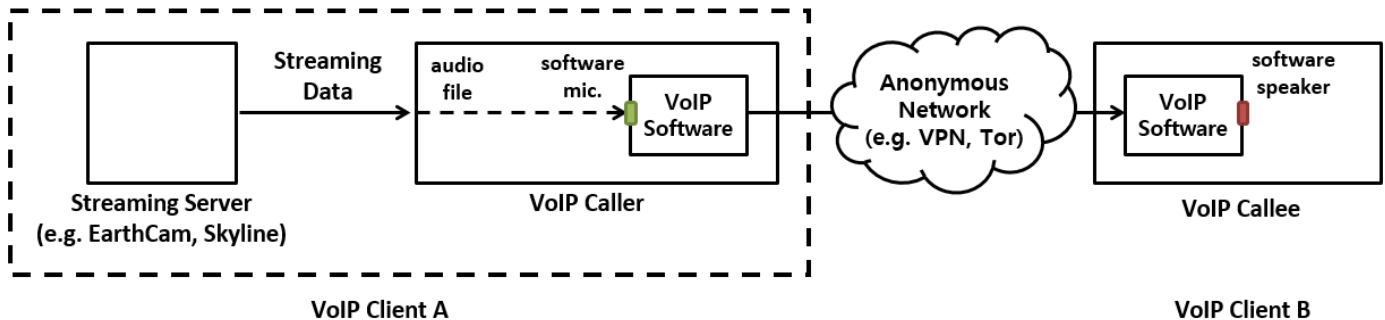 Streaming
Data
audio
file
software
mic.
VoIP
Software
Anonymous
Network
(e.g. VPN, Tor)
VoIP
Software
software
speaker
Streaming Server
(e.g. EarthCam, Skyline)
VoIP Caller
VoIP Callee
VoIP Client A
VoIP Client B